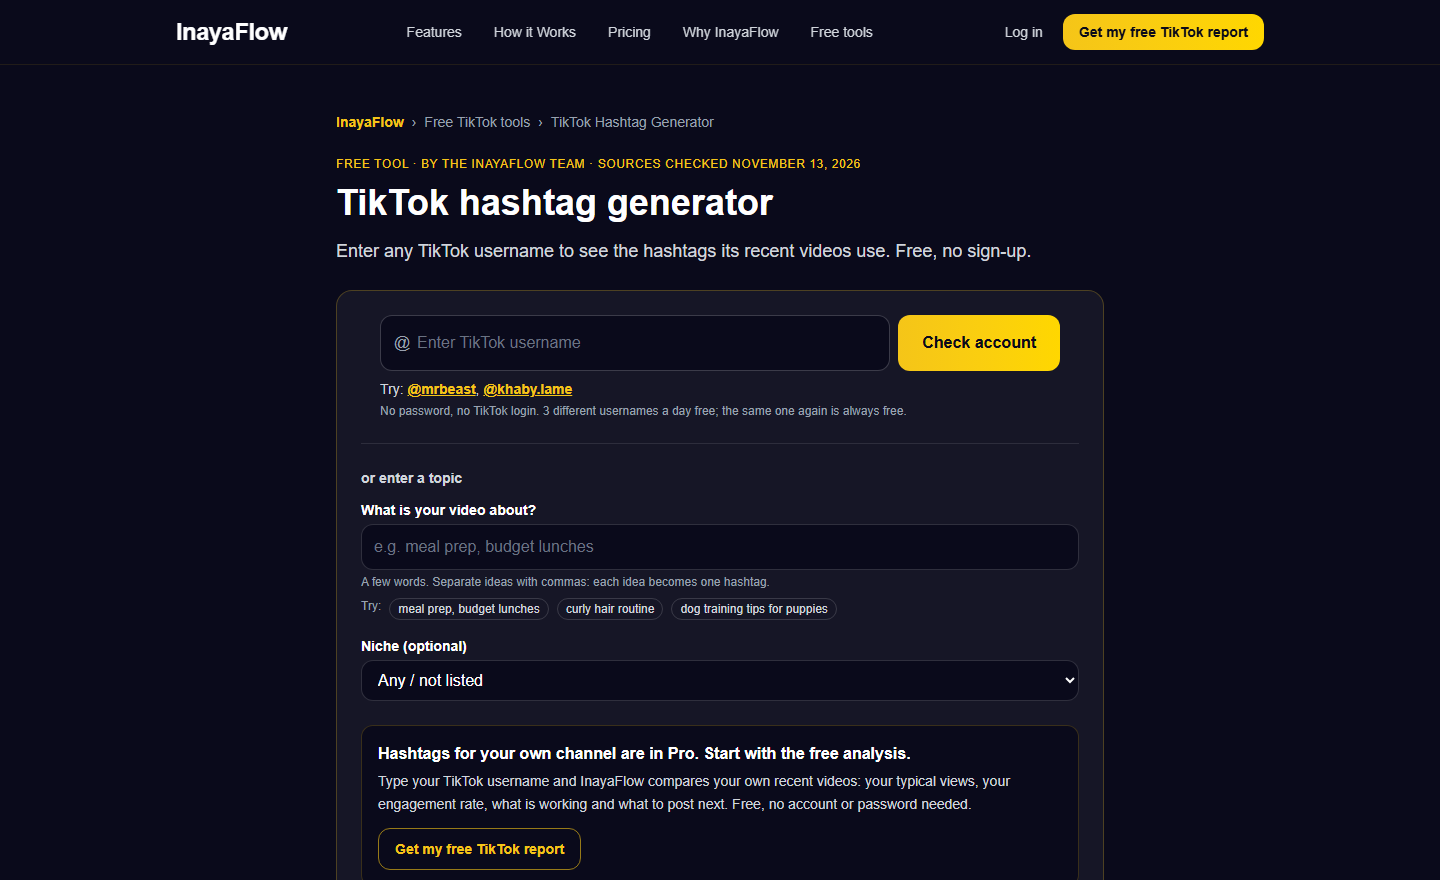 InayaFlow
Features
How it Works
Pricing
Why InayaFlow
Free tools
Log in
Get my free TikTok report
InayaFlow › Free TikTok tools › TikTok Hashtag Generator
FREE TOOL · BY THE INAYAFLOW TEAM · SOURCES CHECKED NOVEMBER 13, 2026
TikTok hashtag generator
Enter any TikTok username to see the hashtags its recent videos use. Free, no sign-up.
@ Enter TikTok username
Check account
Try: @mrbeast, @khaby.lame
No password, no TikTok login. 3 different usernames a day free; the same one again is always free.
or enter a topic
What is your video about?
e.g. meal prep, budget lunches
A few words. Separate ideas with commas: each idea becomes one hashtag.
Try: meal prep, budget lunches curly hair routine dog training tips for puppies
Niche (optional)
Any / not listed
Hashtags for your own channel are in Pro. Start with the free analysis.
Type your TikTok username and InayaFlow compares your own recent videos: your typical views, your
engagement rate, what is working and what to post next. Free, no account or password needed.
Get my free TikTok report